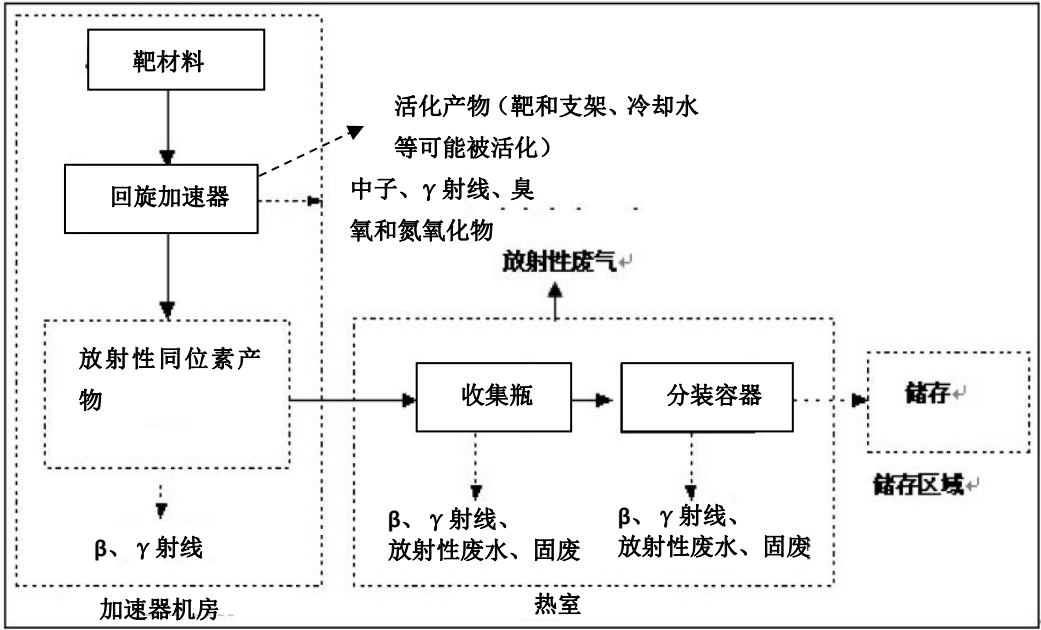 靶材料
活化产物（靶和支架、冷却水
等可能被活化）
回旋加速器
中子、γ射线、臭
氧和氮氧化物
放射性废气↵
放射性同位素产
物
收集瓶
分装容器
储存↵
储存区域↵
β、γ射线
β、γ射线、
放射性废水、固废
β、γ射线、
放射性废水、固废
加速器机房
热室